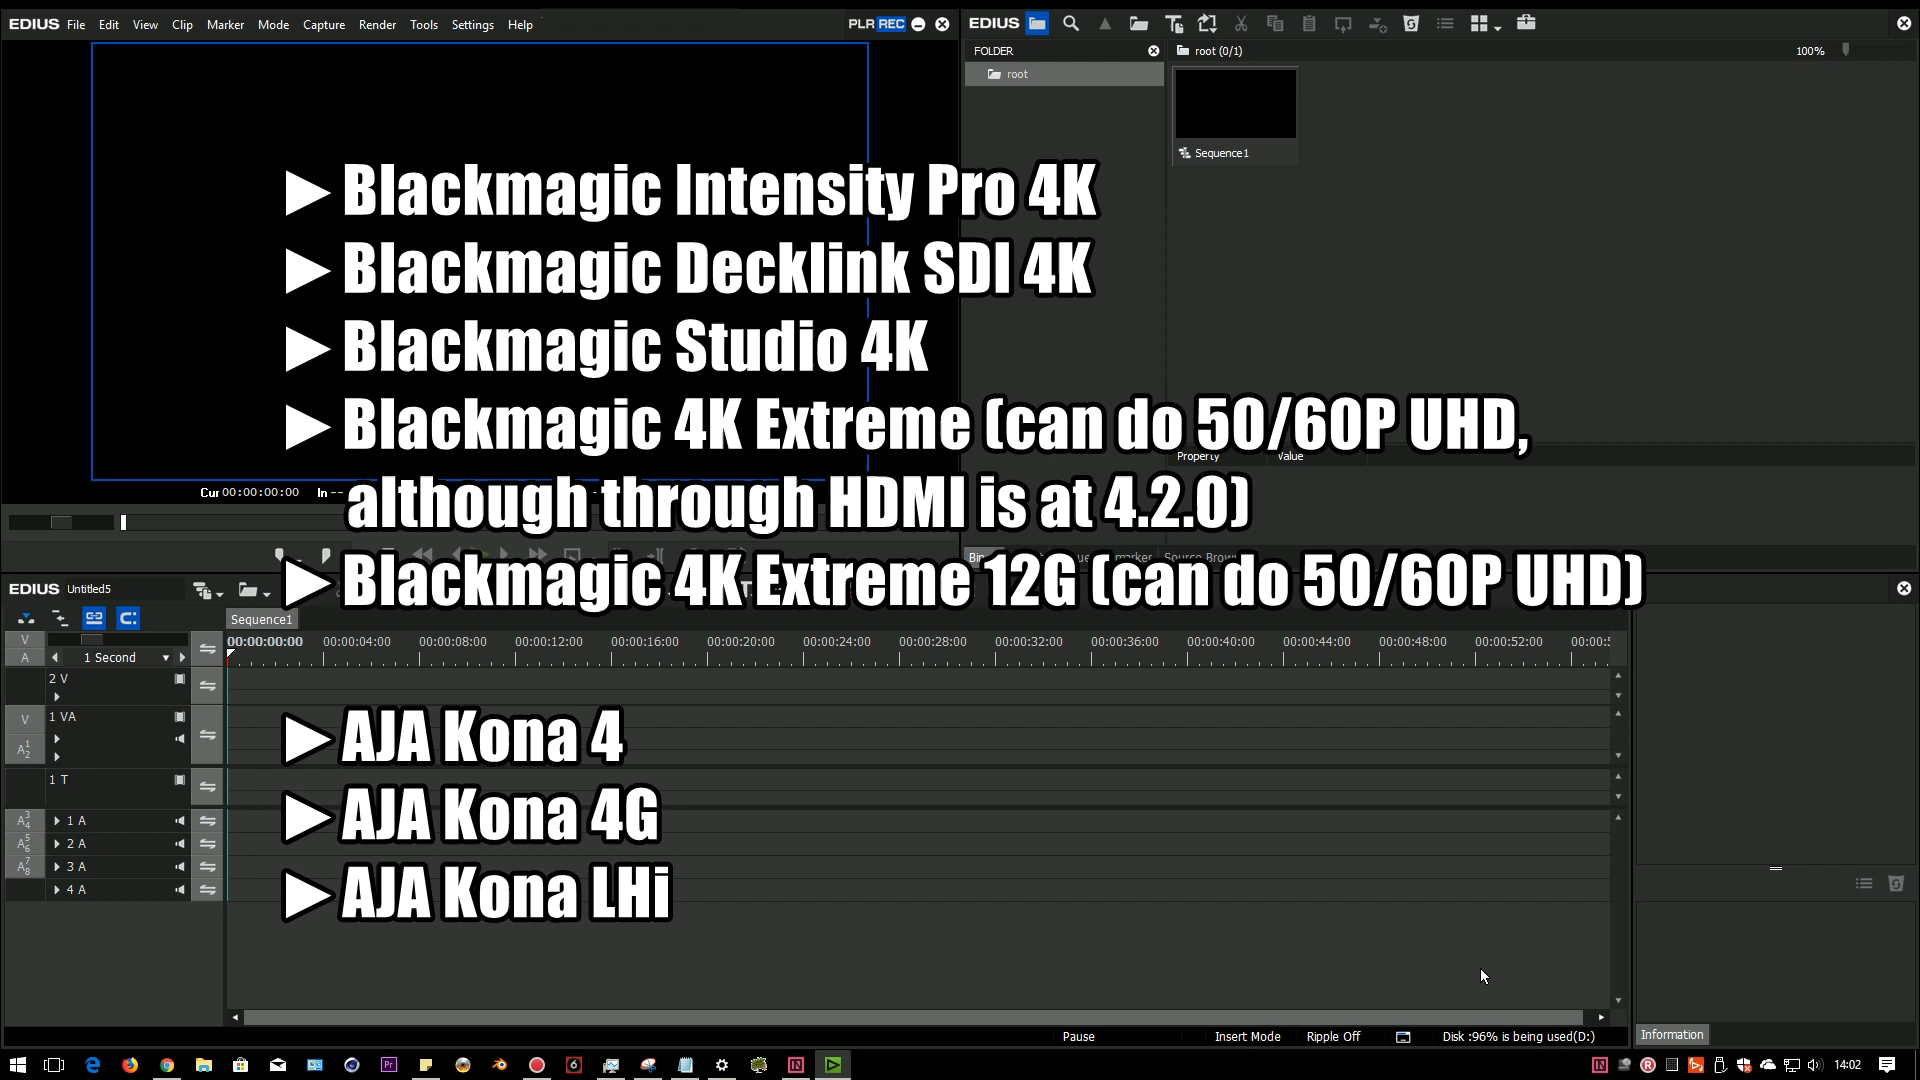 EDIUS File Edit View Clip Marker Mode Capture Render Tools Settings Help PLR REC
EDIUS
FOLDER
root (0/1)
100%
root
Sequence1
► Blackmagic Intensity Pro 4K
► Blackmagic Decklink SDI 4K
► Blackmagic Studio 4K
► Blackmagic 4K Extreme (can do 50/60P UHD,
although through HDMI is at 4.2.0)
► Blackmagic 4K Extreme 12G (can do 50/60P UHD)
Property Value
Cur 00:00:00:00 In --
EDIUS Untitled5
Sequence1
00:00:00:00 00:00:04:00 00:00:08:00 00:00:12:00 00:00:16:00 00:00:20:00 00:00:24:00 00:00:28:00 00:00:32:00 00:00:36:00 00:00:40:00 00:00:44:00 00:00:48:00 00:00:52:00
V
A 1 Second
2 V
V 1 VA
A 1 2
1 T
A 3 4 1 A
A 5 6 2 A
A 7 8 3 A
4 A
► AJA Kona 4
► AJA Kona 4G
► AJA Kona LHi
Pause Insert Mode Ripple Off Disk :96% is being used(D:)
Information
14:02